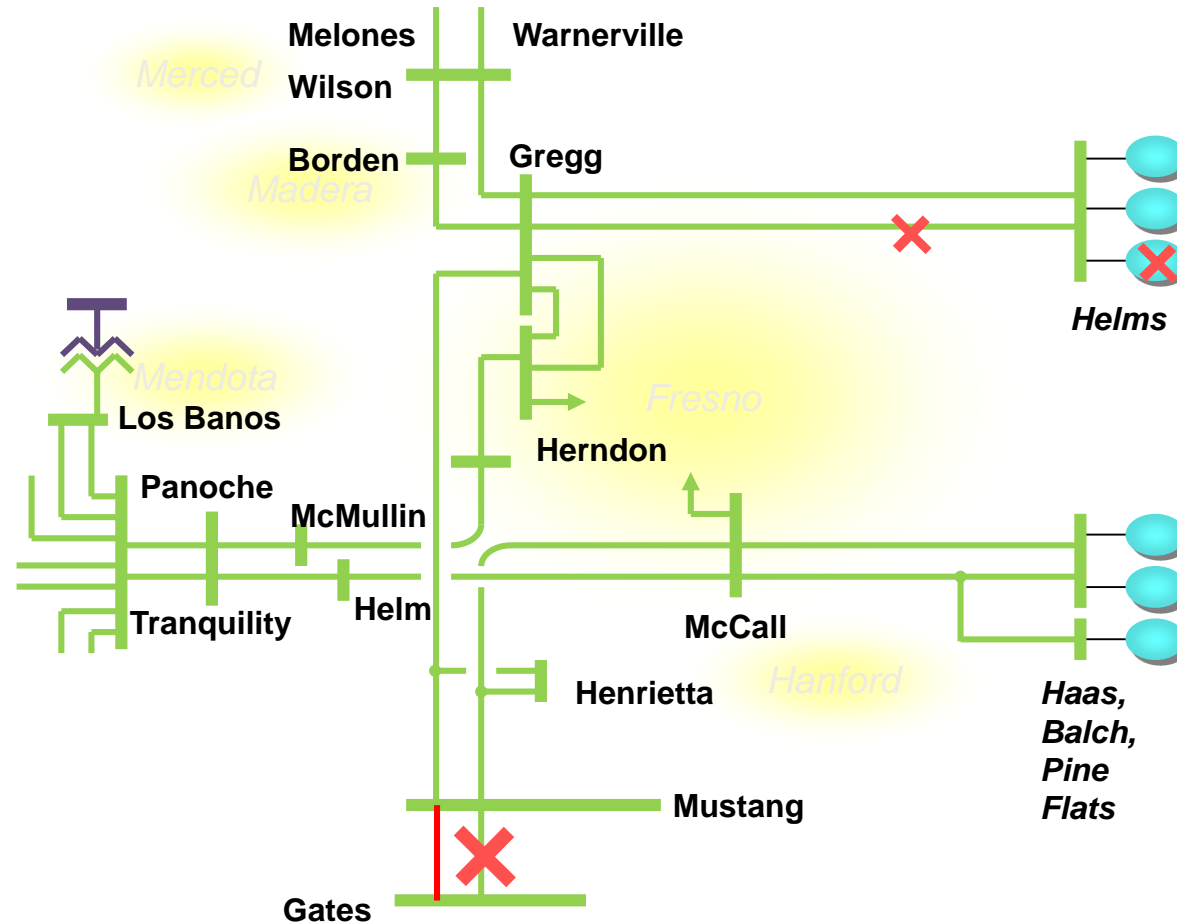 Melones
Warnerville
Merced
Wilson
Borden
Gregg
Madera
Helms
Mendota
Fresno
Los Banos
Herndon
Panoche
McMullin
Helm
Tranquility
McCall
Henrietta
Hanford
Haas,
Balch,
Pine
Flats
Mustang
Gates